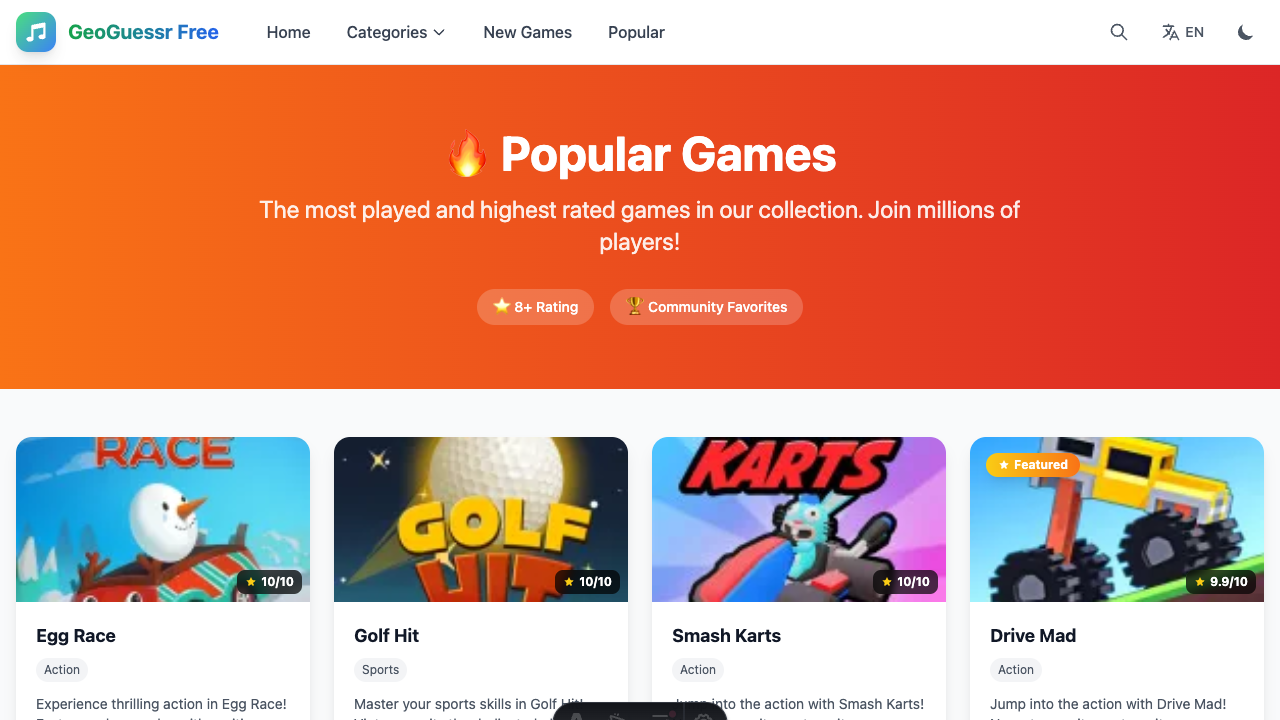 GeoGuessr Free
Home
Categories
New Games
Popular
EN
Popular Games
The most played and highest rated games in our collection. Join millions of
players!
8+ Rating
Community Favorites
RACE
10/10
GOLF
HIT
10/10
KARTS
10/10
Featured
9.9/10
Egg Race
Action
Experience thrilling action in Egg Race!
Golf Hit
Sports
Master your sports skills in Golf Hit!
Smash Karts
Action
Jump into the action with Smash Karts!
Drive Mad
Action
Jump into the action with Drive Mad!